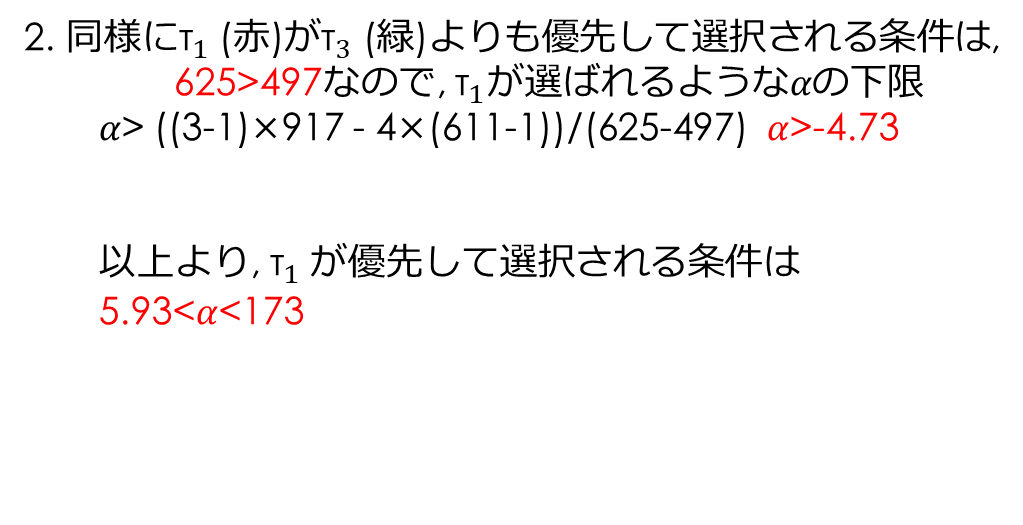 2. 同様にτ₁ (赤)がτ₃ (緑)よりも優先して選択される条件は,
625>497なので, τ₁が選ばれるような𝛼の下限
𝛼> ((3-1)×917 - 4×(611-1))/(625-497) 𝛼>-4.73
以上より, τ₁ が優先して選択される条件は
5.93<𝛼<173